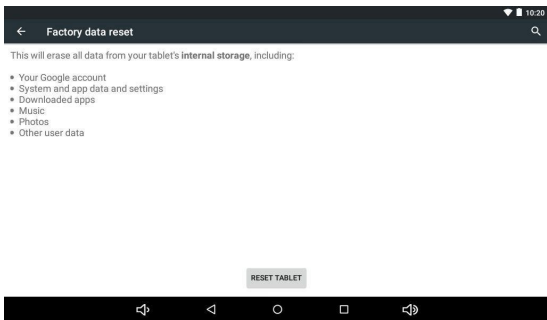 10:20
Factory data reset
This will erase all data from your tablet's internal storage, including:
• Your Google account
• System and app data and settings
• Downloaded apps
• Music
• Photos
• Other user data
RESET TABLET